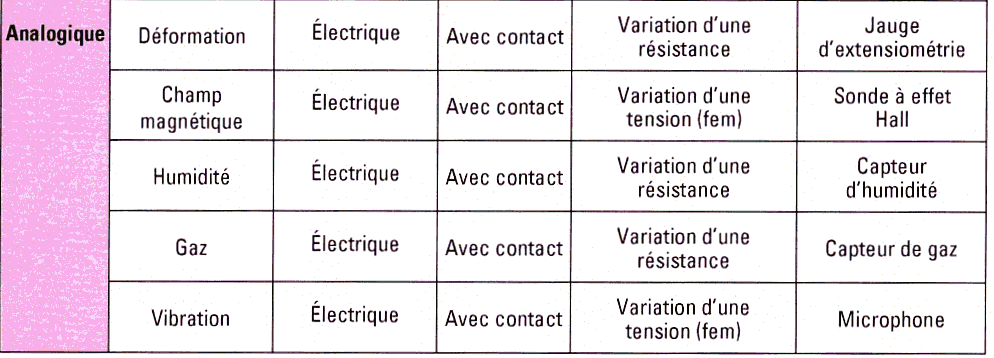 Analogique
Déformation
Électrique
Avec contact
Variation d'une
résistance
Jauge
d'extensiométrie
Champ
magnétique
Électrique
Avec contact
Variation d'une
tension (fem)
Sonde à effet
Hall
Humidité
Électrique
Avec contact
Variation d'une
résistance
Capteur
d'humidité
Gaz
Électrique
Avec contact
Variation d'une
résistance
Capteur de gaz
Vibration
Électrique
Avec contact
Variation d'une
tension (fem)
Microphone